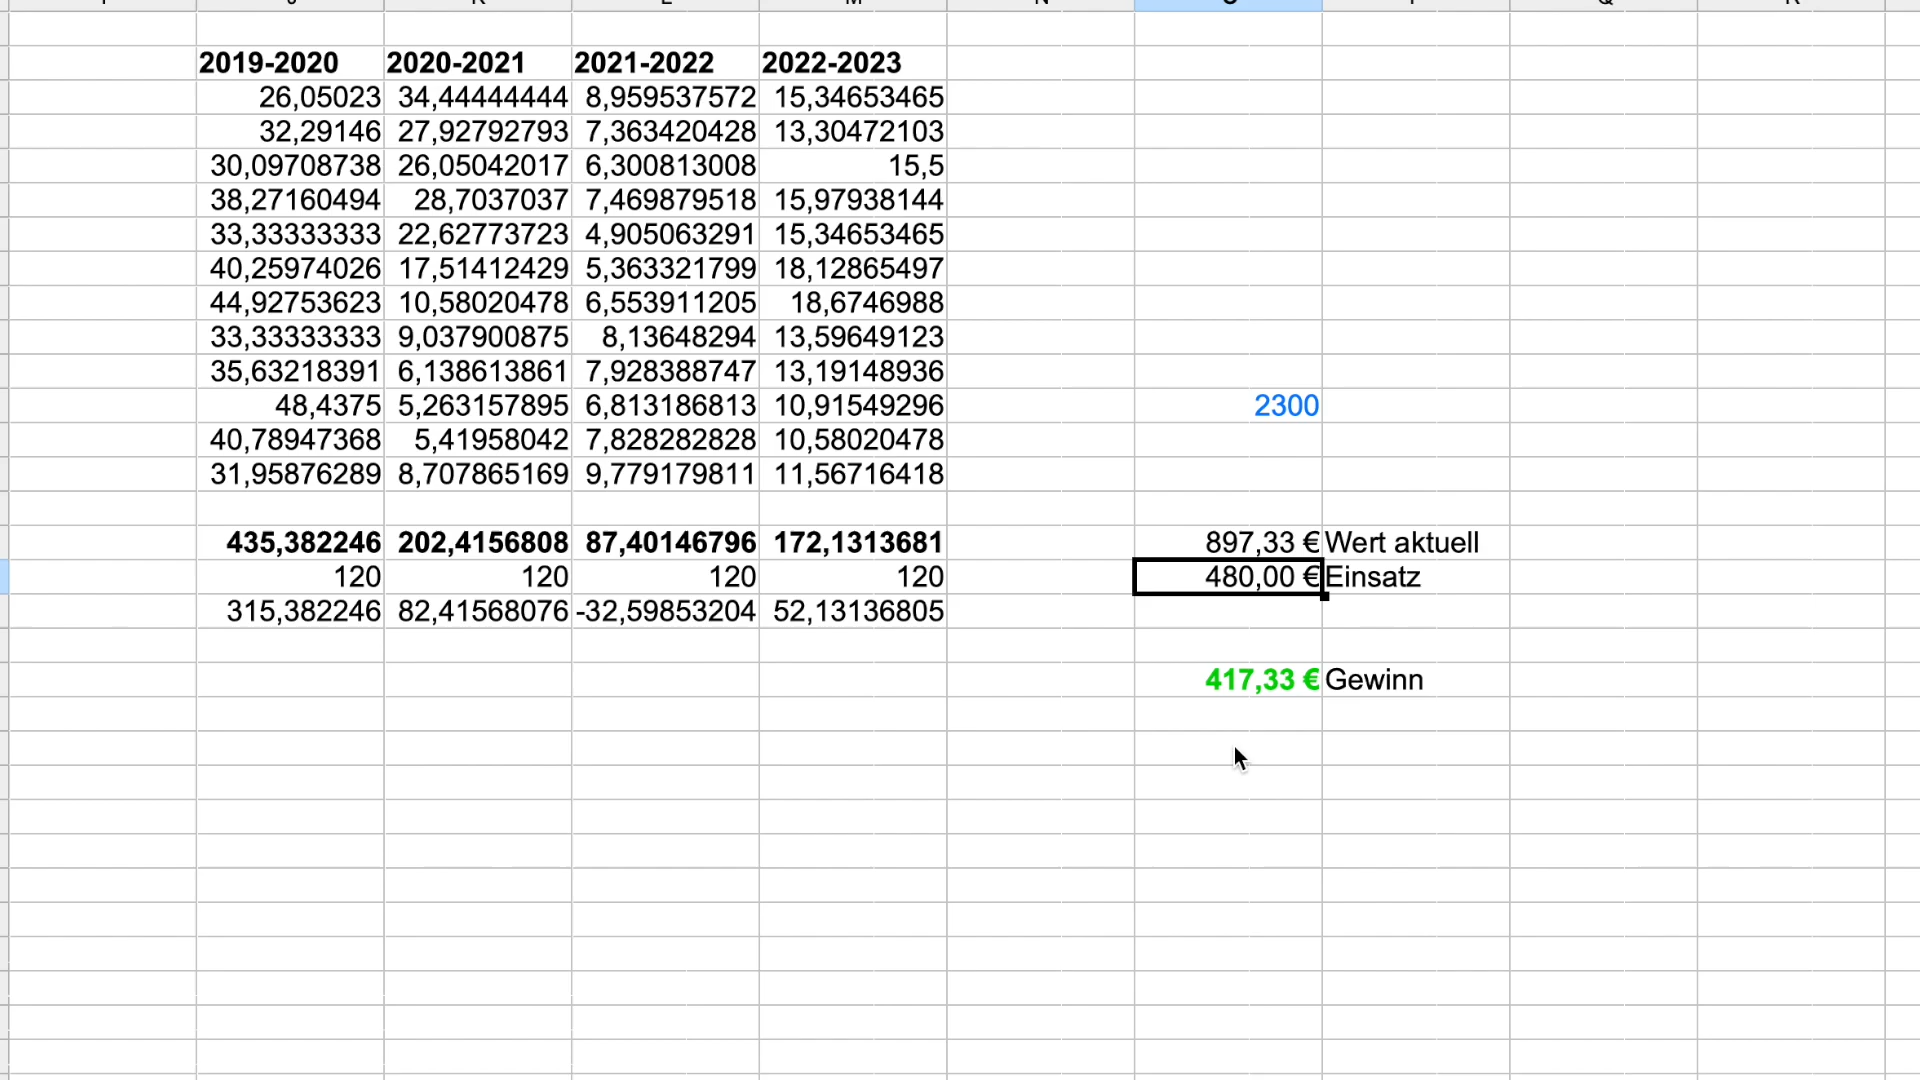 2019-2020 2020-2021 2021-2022 2022-2023
26,05023 34,44444444 8,959537572 15,34653465
32,29146 27,92792793 7,363420428 13,30472103
30,09708738 26,05042017 6,300813008 15,5
38,27160494 28,7037037 7,469879518 15,97938144
33,33333333 22,62773723 4,905063291 15,34653465
40,25974026 17,51412429 5,363321799 18,12865497
44,92753623 10,58020478 6,553911205 18,6746988
33,33333333 9,037900875 8,13648294 13,59649123
35,63218391 6,138613861 7,928388747 13,19148936
48,4375 5,263157895 6,813186813 10,91549296 2300
40,78947368 5,41958042 7,828282828 10,58020478
31,95876289 8,707865169 9,779179811 11,56716418
435,382246 202,4156808 87,40146796 172,1313681 897,33 € Wert aktuell
120 120 120 120 480,00 € Einsatz
315,382246 82,41568076 -32,59853204 52,13136805
417,33 € Gewinn